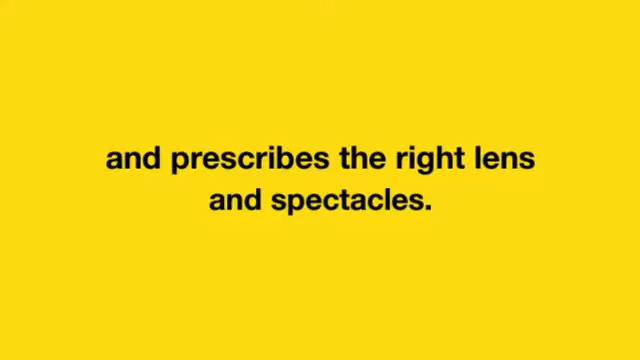 and prescribes the right lens
and spectacles.